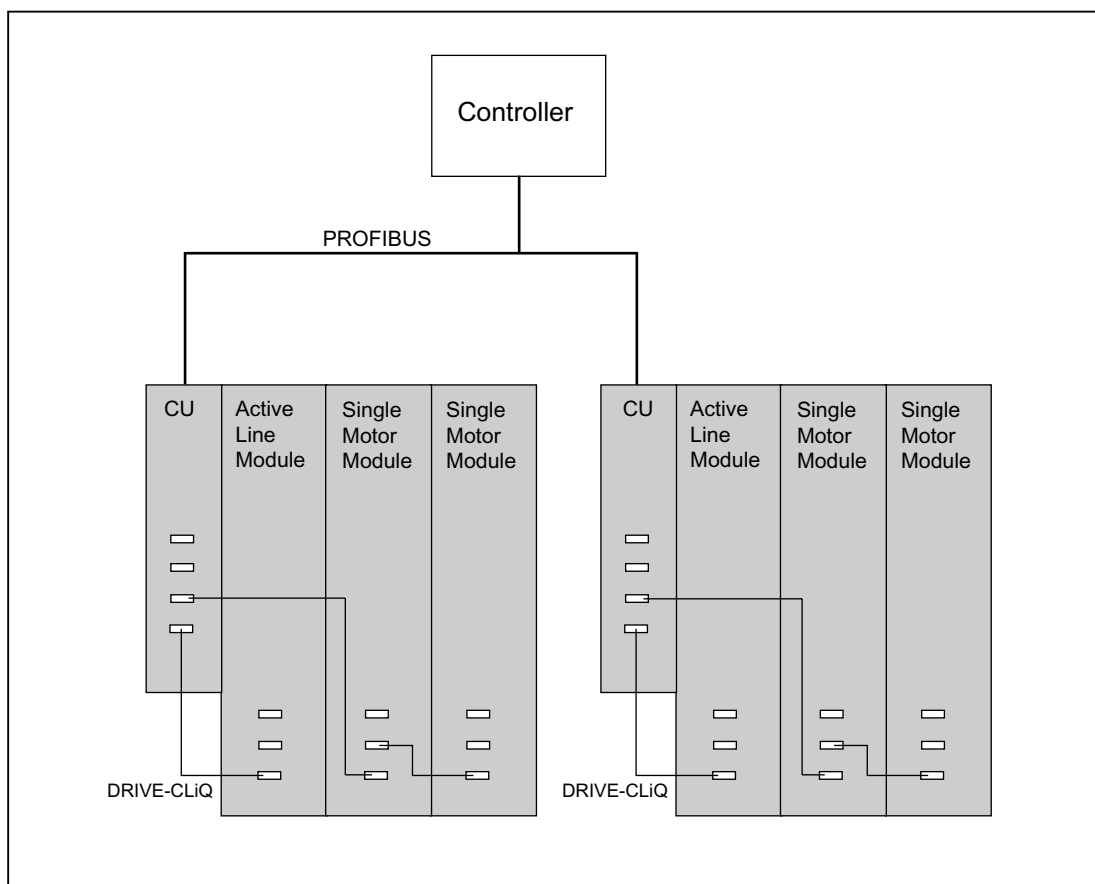 Controller
PROFIBUS
CU
Active
Line
Module
Single
Motor
Module
Single
Motor
Module
CU
Active
Line
Module
Single
Motor
Module
Single
Motor
Module
DRIVE-CLiQ
DRIVE-CLiQ